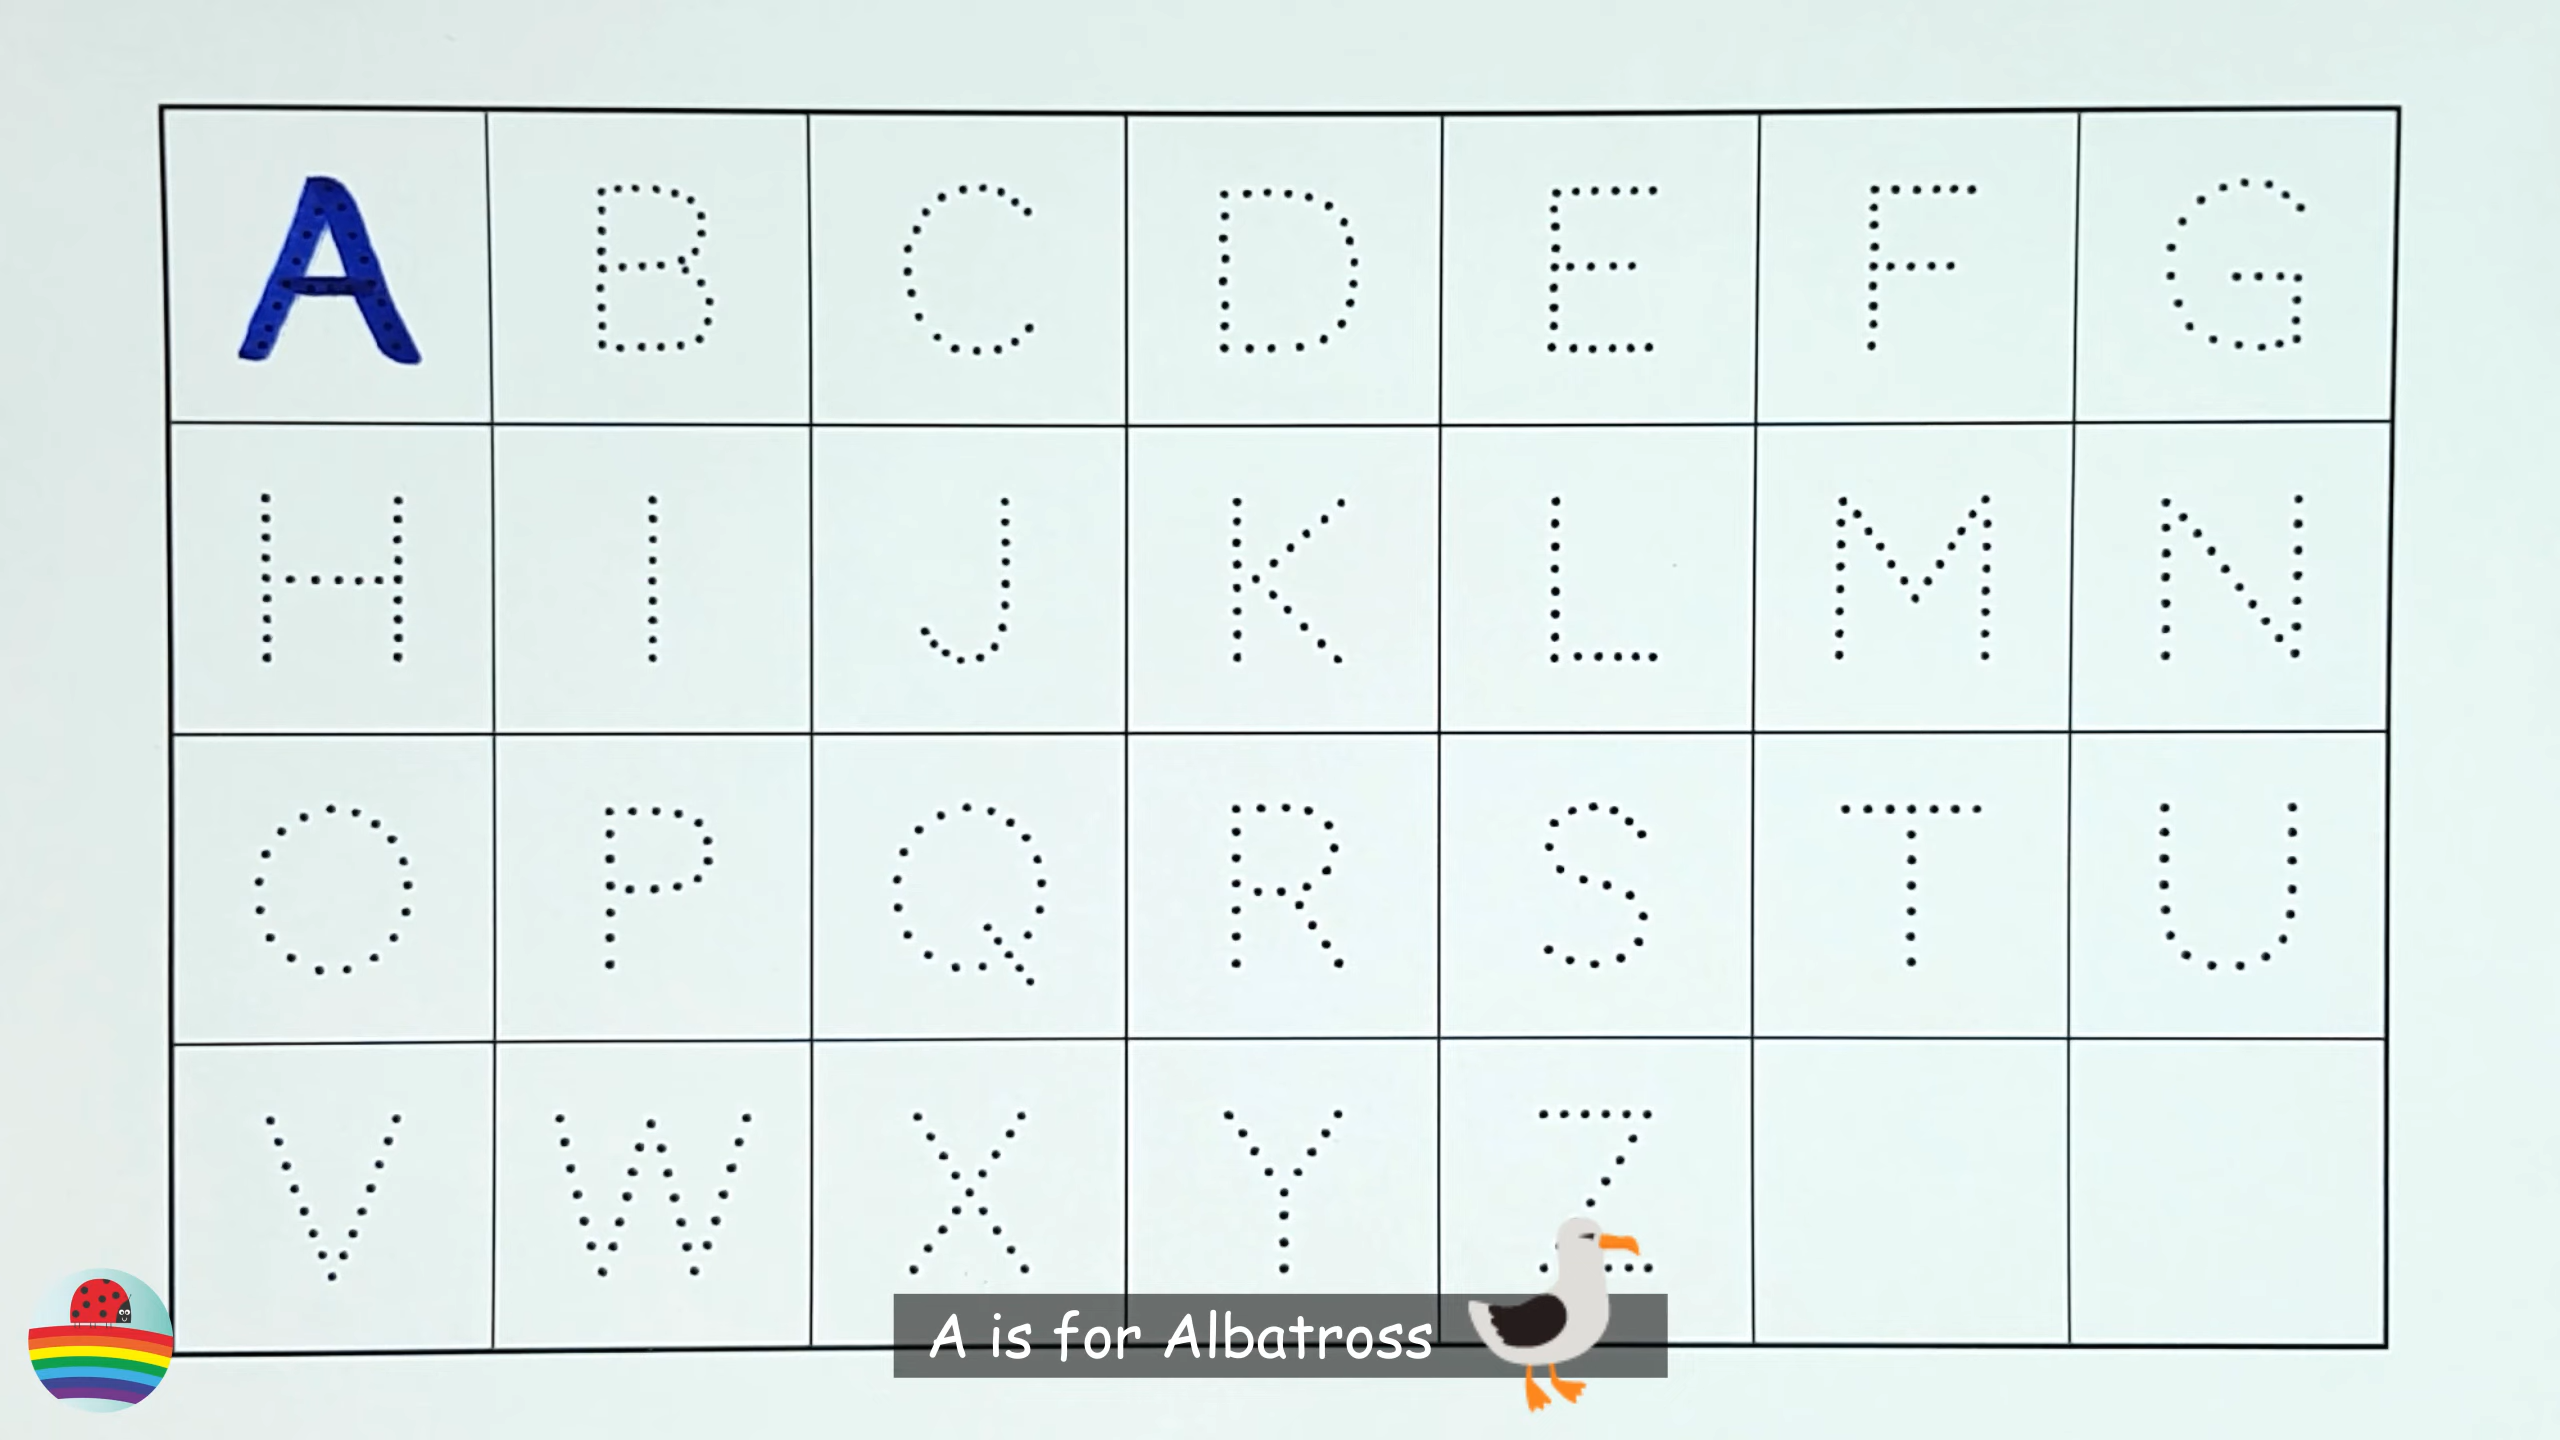 A B C D E F G
H I J K L M N
O P Q R S T U
V W X Y Z
A is for Albatross